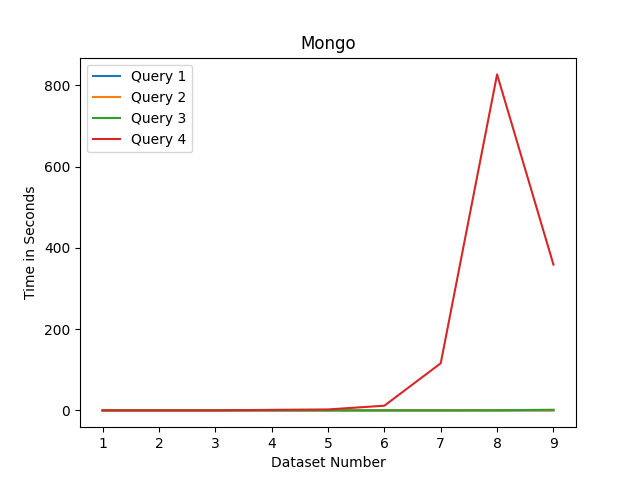 Mongo
Query 1
Query 2
Query 3
Query 4
Time in Seconds
800
600
400
200
0
1 2 3 4 5 6 7 8 9
Dataset Number